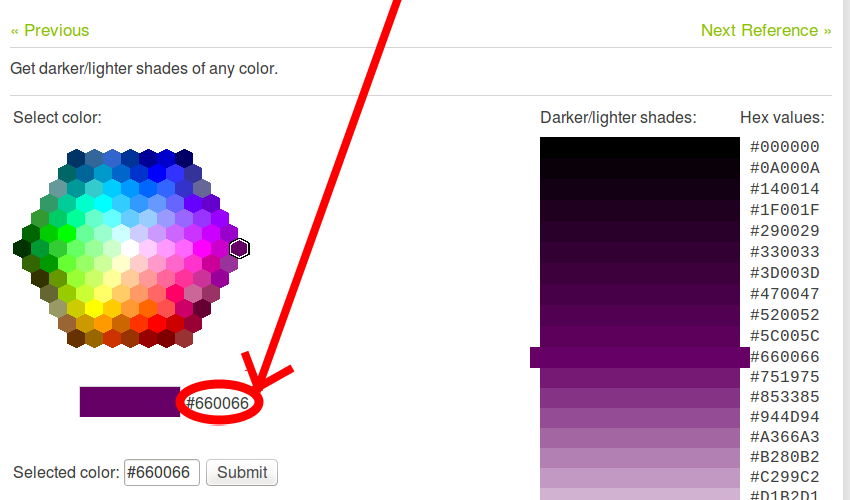 « Previous
Next Reference »
Get darker/lighter shades of any color.
Select color:
#660066
Selected color: #660066 Submit
Darker/lighter shades: Hex values:
#000000
#0A000A
#140014
#1F001F
#290029
#330033
#3D003D
#470047
#520052
#5C005C
#660066
#751975
#853385
#944D94
#A366A3
#B280B2
#C299C2
#D1B2D1